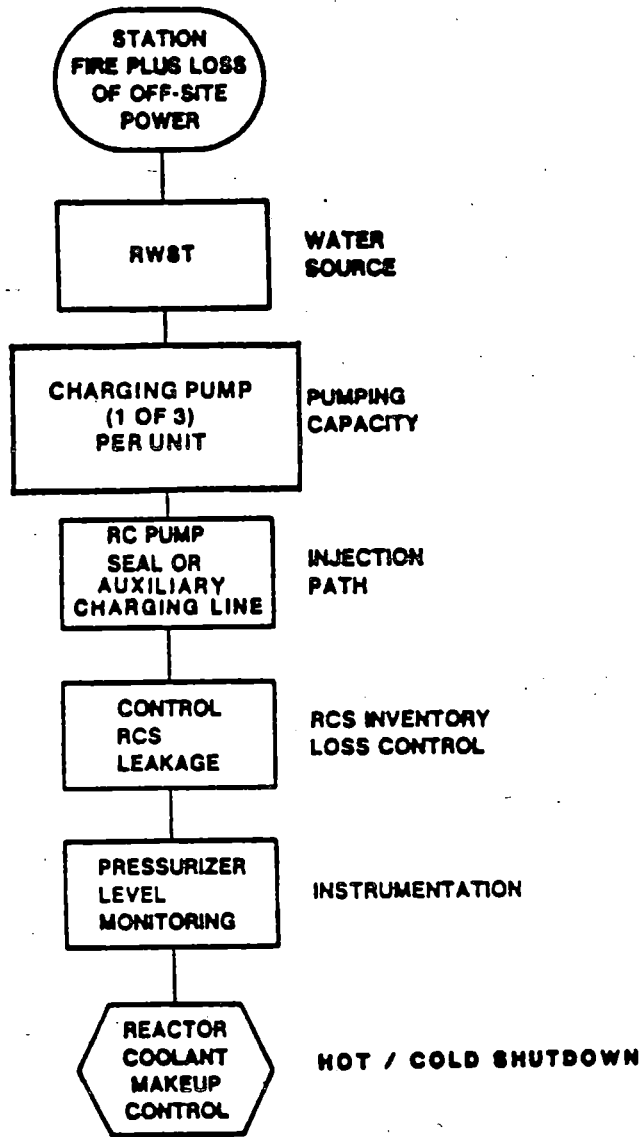 STATION
FIRE PLUS LOSS
OF OFF-SITE
POWER
RWST
WATER
SOURCE
CHARGING PUMP
(1 OF 3)
PER UNIT
PUMPING
CAPACITY
RC PUMP
SEAL OR
AUXILIARY
CHARGING LINE
INJECTION
PATH
CONTROL
RCS
LEAKAGE
RCS INVENTORY
LOSS CONTROL
PRESSURIZER
LEVEL
MONITORING
INSTRUMENTATION
REACTOR
COOLANT
MAKEUP
CONTROL
HOT / COLD SHUTDOWN